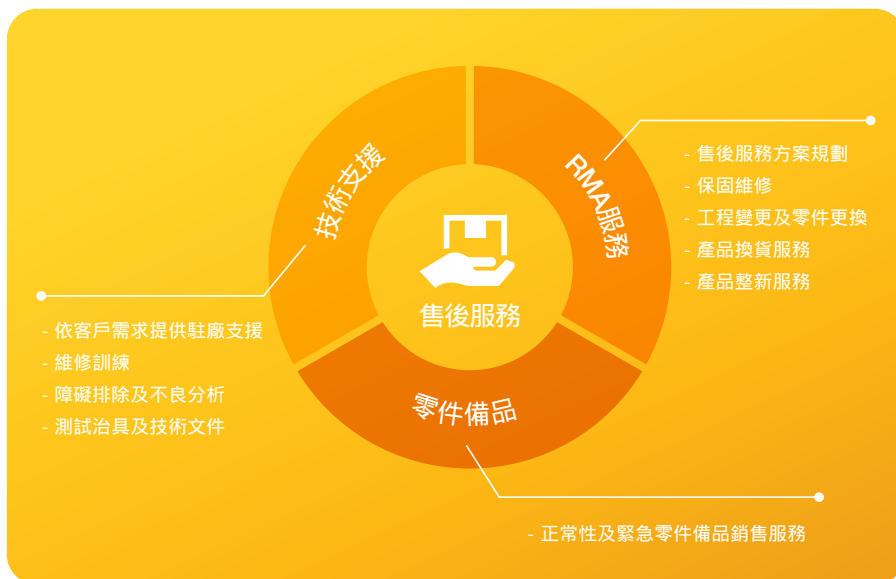 技術支援
- 依客戶需求提供駐廠支援
- 維修訓練
- 障礙排除及不良分析
- 測試治具及技術文件
RMA服務
- 售後服務方案規劃
- 保固維修
- 工程變更及零件更換
- 產品換貨服務
- 產品整新服務
售後服務
零件備品
- 正常性及緊急零件備品銷售服務